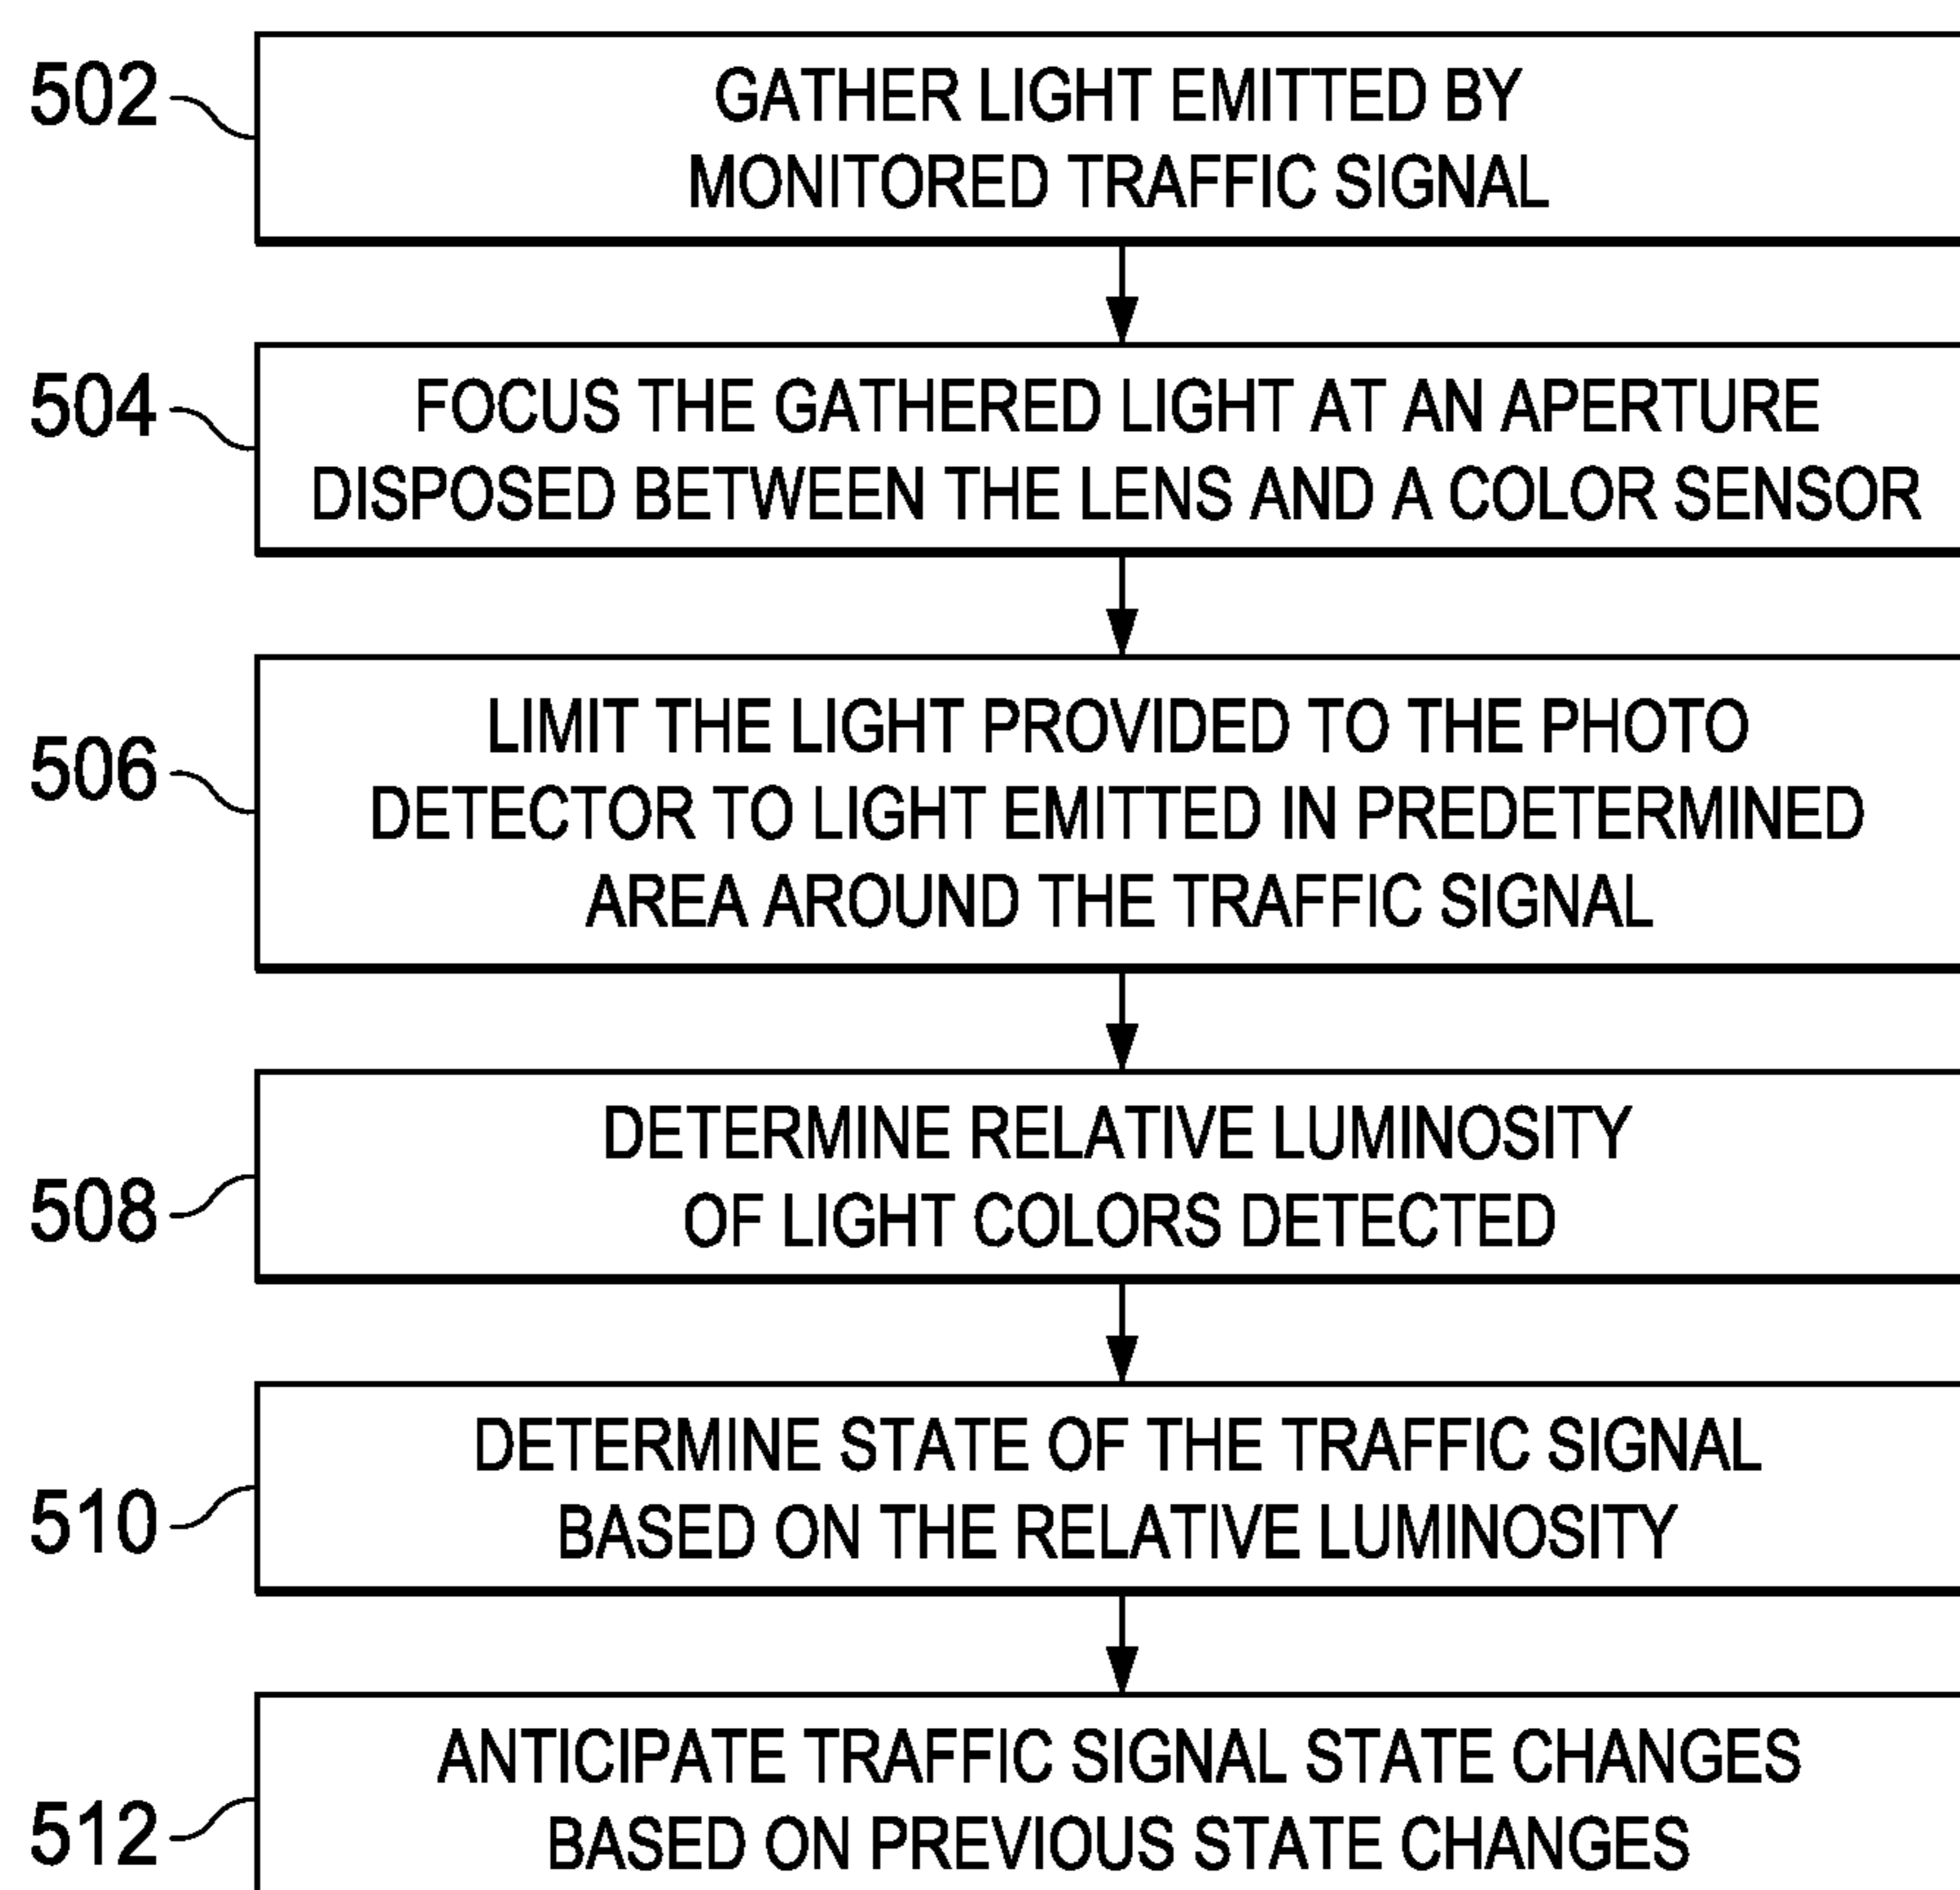 502
GATHER LIGHT EMITTED BY
MONITORED TRAFFIC SIGNAL
504
FOCUS THE GATHERED LIGHT AT AN APERTURE
DISPOSED BETWEEN THE LENS AND A COLOR SENSOR
506
LIMIT THE LIGHT PROVIDED TO THE PHOTO
DETECTOR TO LIGHT EMITTED IN PREDETERMINED
AREA AROUND THE TRAFFIC SIGNAL
508
DETERMINE RELATIVE LUMINOSITY
OF LIGHT COLORS DETECTED
510
DETERMINE STATE OF THE TRAFFIC SIGNAL
BASED ON THE RELATIVE LUMINOSITY
512
ANTICIPATE TRAFFIC SIGNAL STATE CHANGES
BASED ON PREVIOUS STATE CHANGES